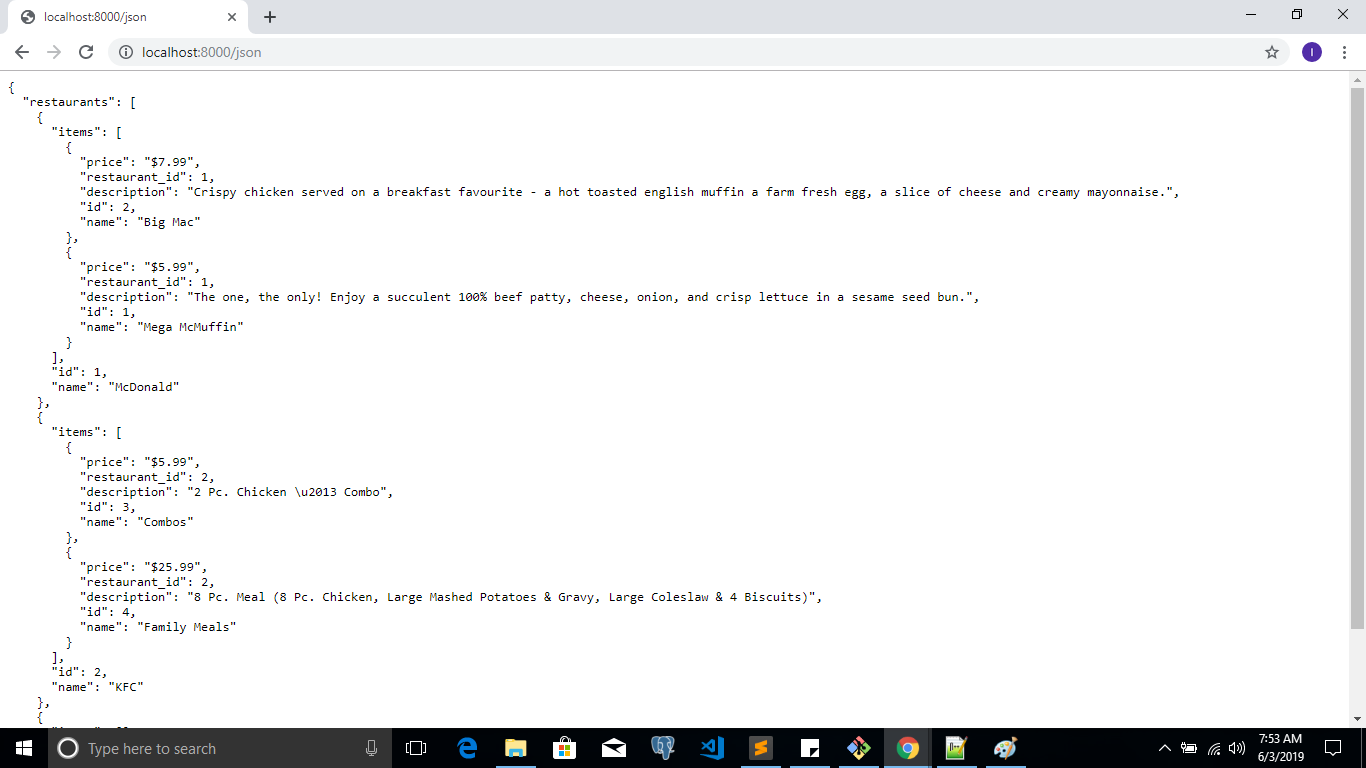 localhost:8000/json
localhost:8000/json
I
{
  "restaurants": [
    {
      "items": [
        {
          "price": "$7.99",
          "restaurant_id": 1,
          "description": "Crispy chicken served on a breakfast favourite - a hot toasted english muffin a farm fresh egg, a slice of cheese and creamy mayonnaise.",
          "id": 2,
          "name": "Big Mac"
        },
        {
          "price": "$5.99",
          "restaurant_id": 1,
          "description": "The one, the only! Enjoy a succulent 100% beef patty, cheese, onion, and crisp lettuce in a sesame seed bun.",
          "id": 1,
          "name": "Mega McMuffin"
        }
      ],
      "id": 1,
      "name": "McDonald"
    },
    {
      "items": [
        {
          "price": "$5.99",
          "restaurant_id": 2,
          "description": "2 Pc. Chicken \u2013 Combo",
          "id": 3,
          "name": "Combos"
        },
        {
          "price": "$25.99",
          "restaurant_id": 2,
          "description": "8 Pc. Meal (8 Pc. Chicken, Large Mashed Potatoes & Gravy, Large Coleslaw & 4 Biscuits)",
          "id": 4,
          "name": "Family Meals"
        }
      ],
      "id": 2,
      "name": "KFC"
    },
    {
Type here to search
7:53 AM
6/3/2019